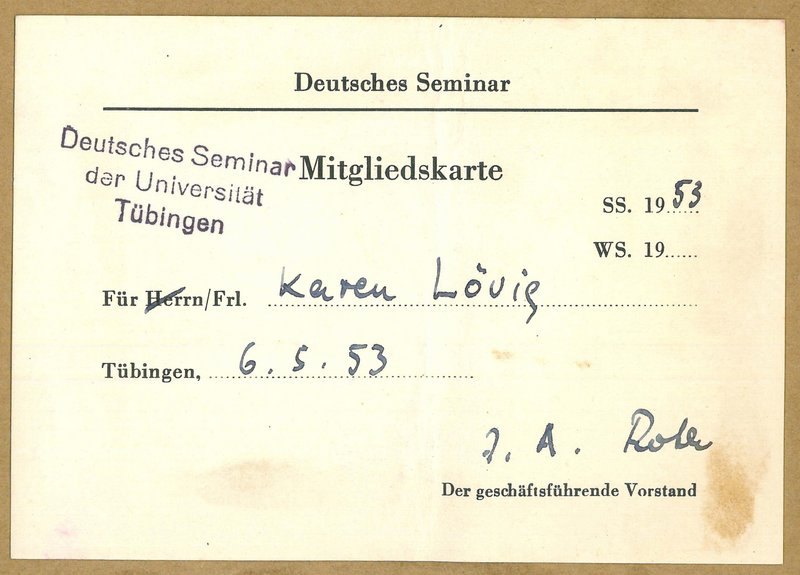 Deutsches Seminar
Deutsches Seminar
der Universität
Tübingen
Mitgliedskarte
SS. 1953
WS. 19......
Für Herrn/Frl. Karen Lövig
Tübingen, 6.5.53
Der geschäftsführende Vorstand